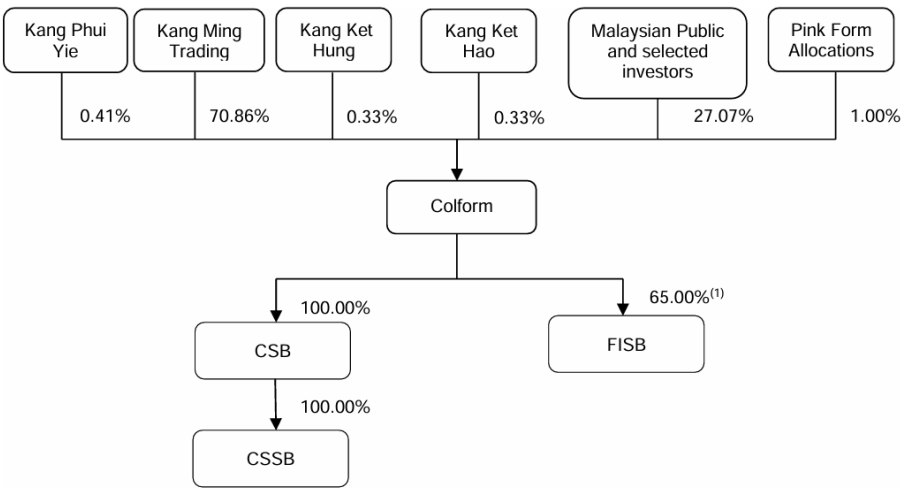 Kang Phui
Yie
Kang Ming
Trading
Kang Ket
Hung
Kang Ket
Hao
Malaysian Public
and selected
investors
Pink Form
Allocations
0.41%
70.86%
0.33%
0.33%
27.07%
1.00%
Colform
100.00%
65.00%(1)
CSB
FISB
100.00%
CSSB